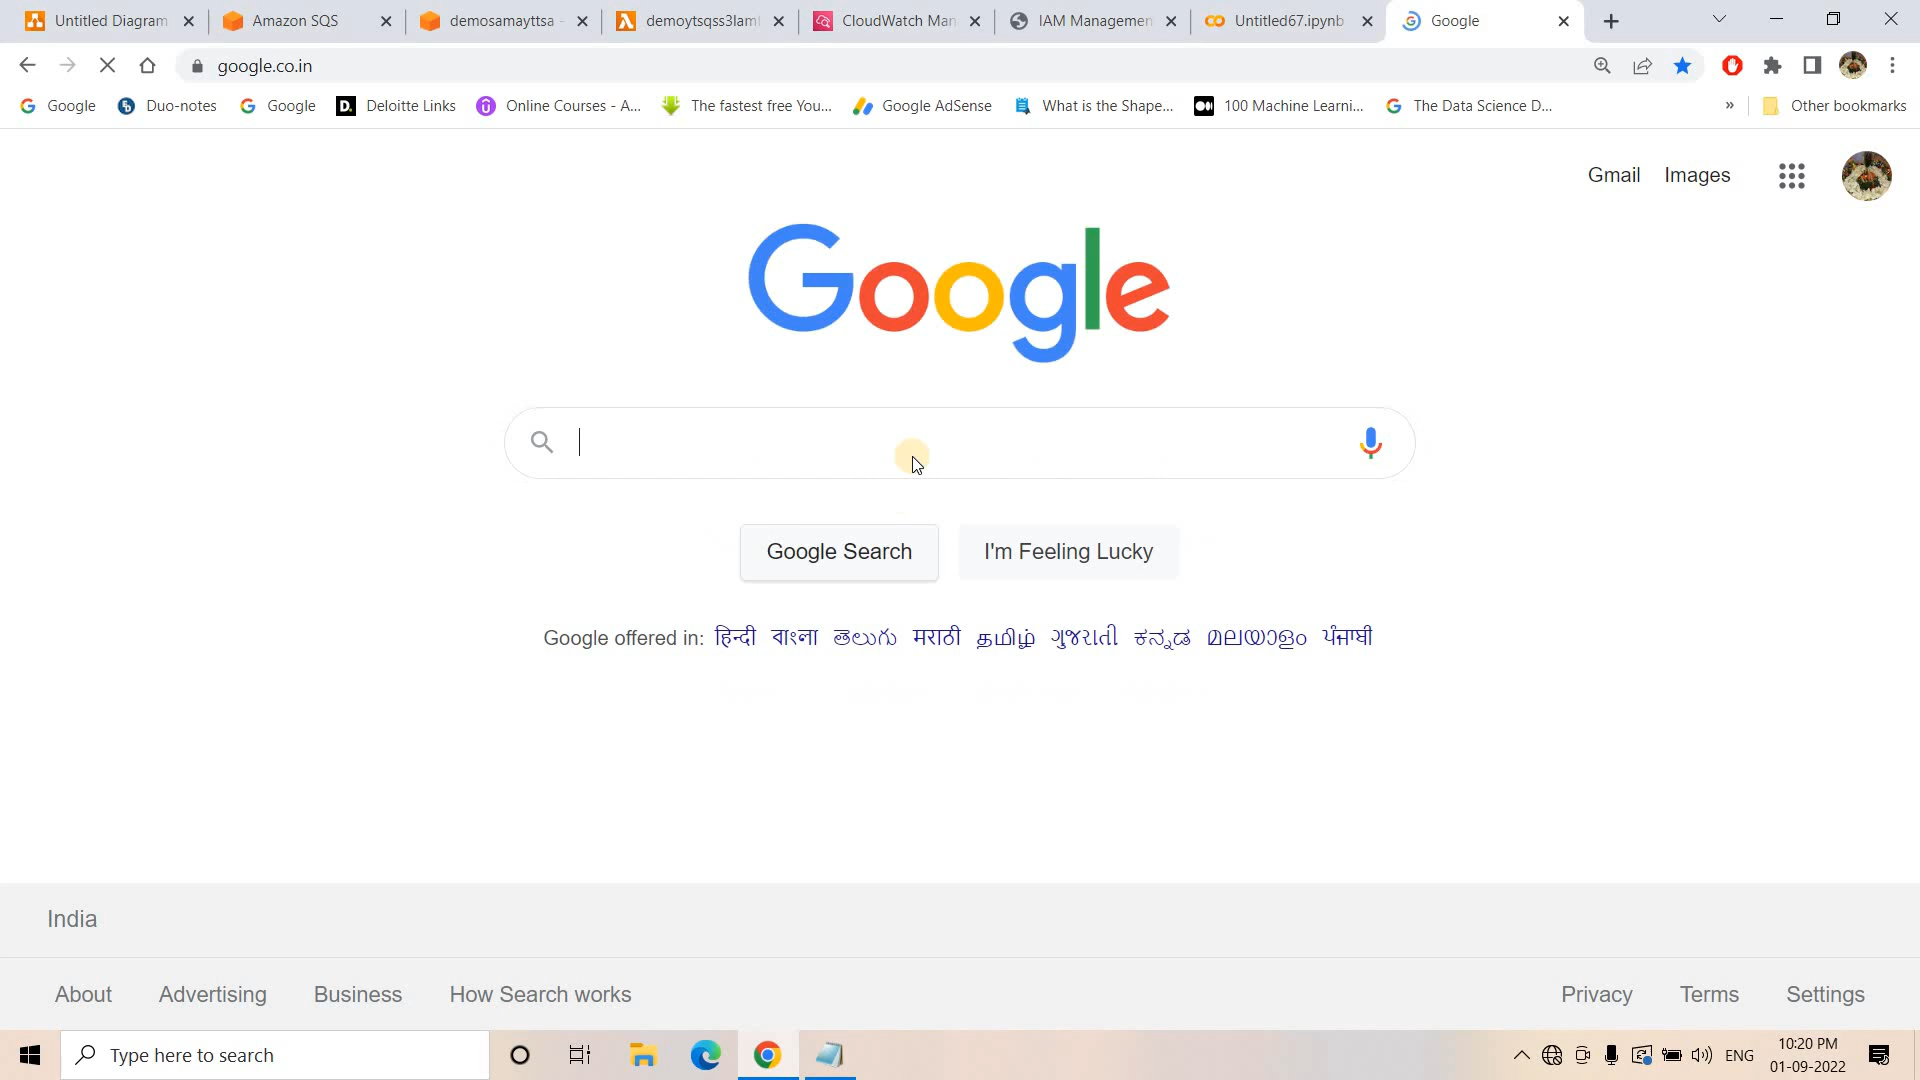 Untitled Diagram
Amazon SQS
demosamayttsa -
demoytsqss3lam
CloudWatch Man
IAM Managemen
Untitled67.ipynb
Google
google.co.in
Google
Duo-notes
Google
Deloitte Links
Online Courses - A...
The fastest free You...
Google AdSense
What is the Shape...
100 Machine Learni...
The Data Science D...
»
Other bookmarks
Gmail
Images
Google
Google Search
I'm Feeling Lucky
Google offered in: हिन्दी বাংলা తెలుగు मराठी தமிழ் ગુજરાતી ಕನ್ನಡ മലയാളം ਪੰਜਾਬੀ
India
About
Advertising
Business
How Search works
Privacy
Terms
Settings
Type here to search
ENG
10:20 PM
01-09-2022